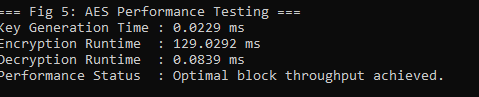 === Fig 5: AES Performance Testing ===
Key Generation Time : 0.0229 ms
Encryption Runtime  : 129.0292 ms
Decryption Runtime  : 0.0839 ms
Performance Status  : Optimal block throughput achieved.